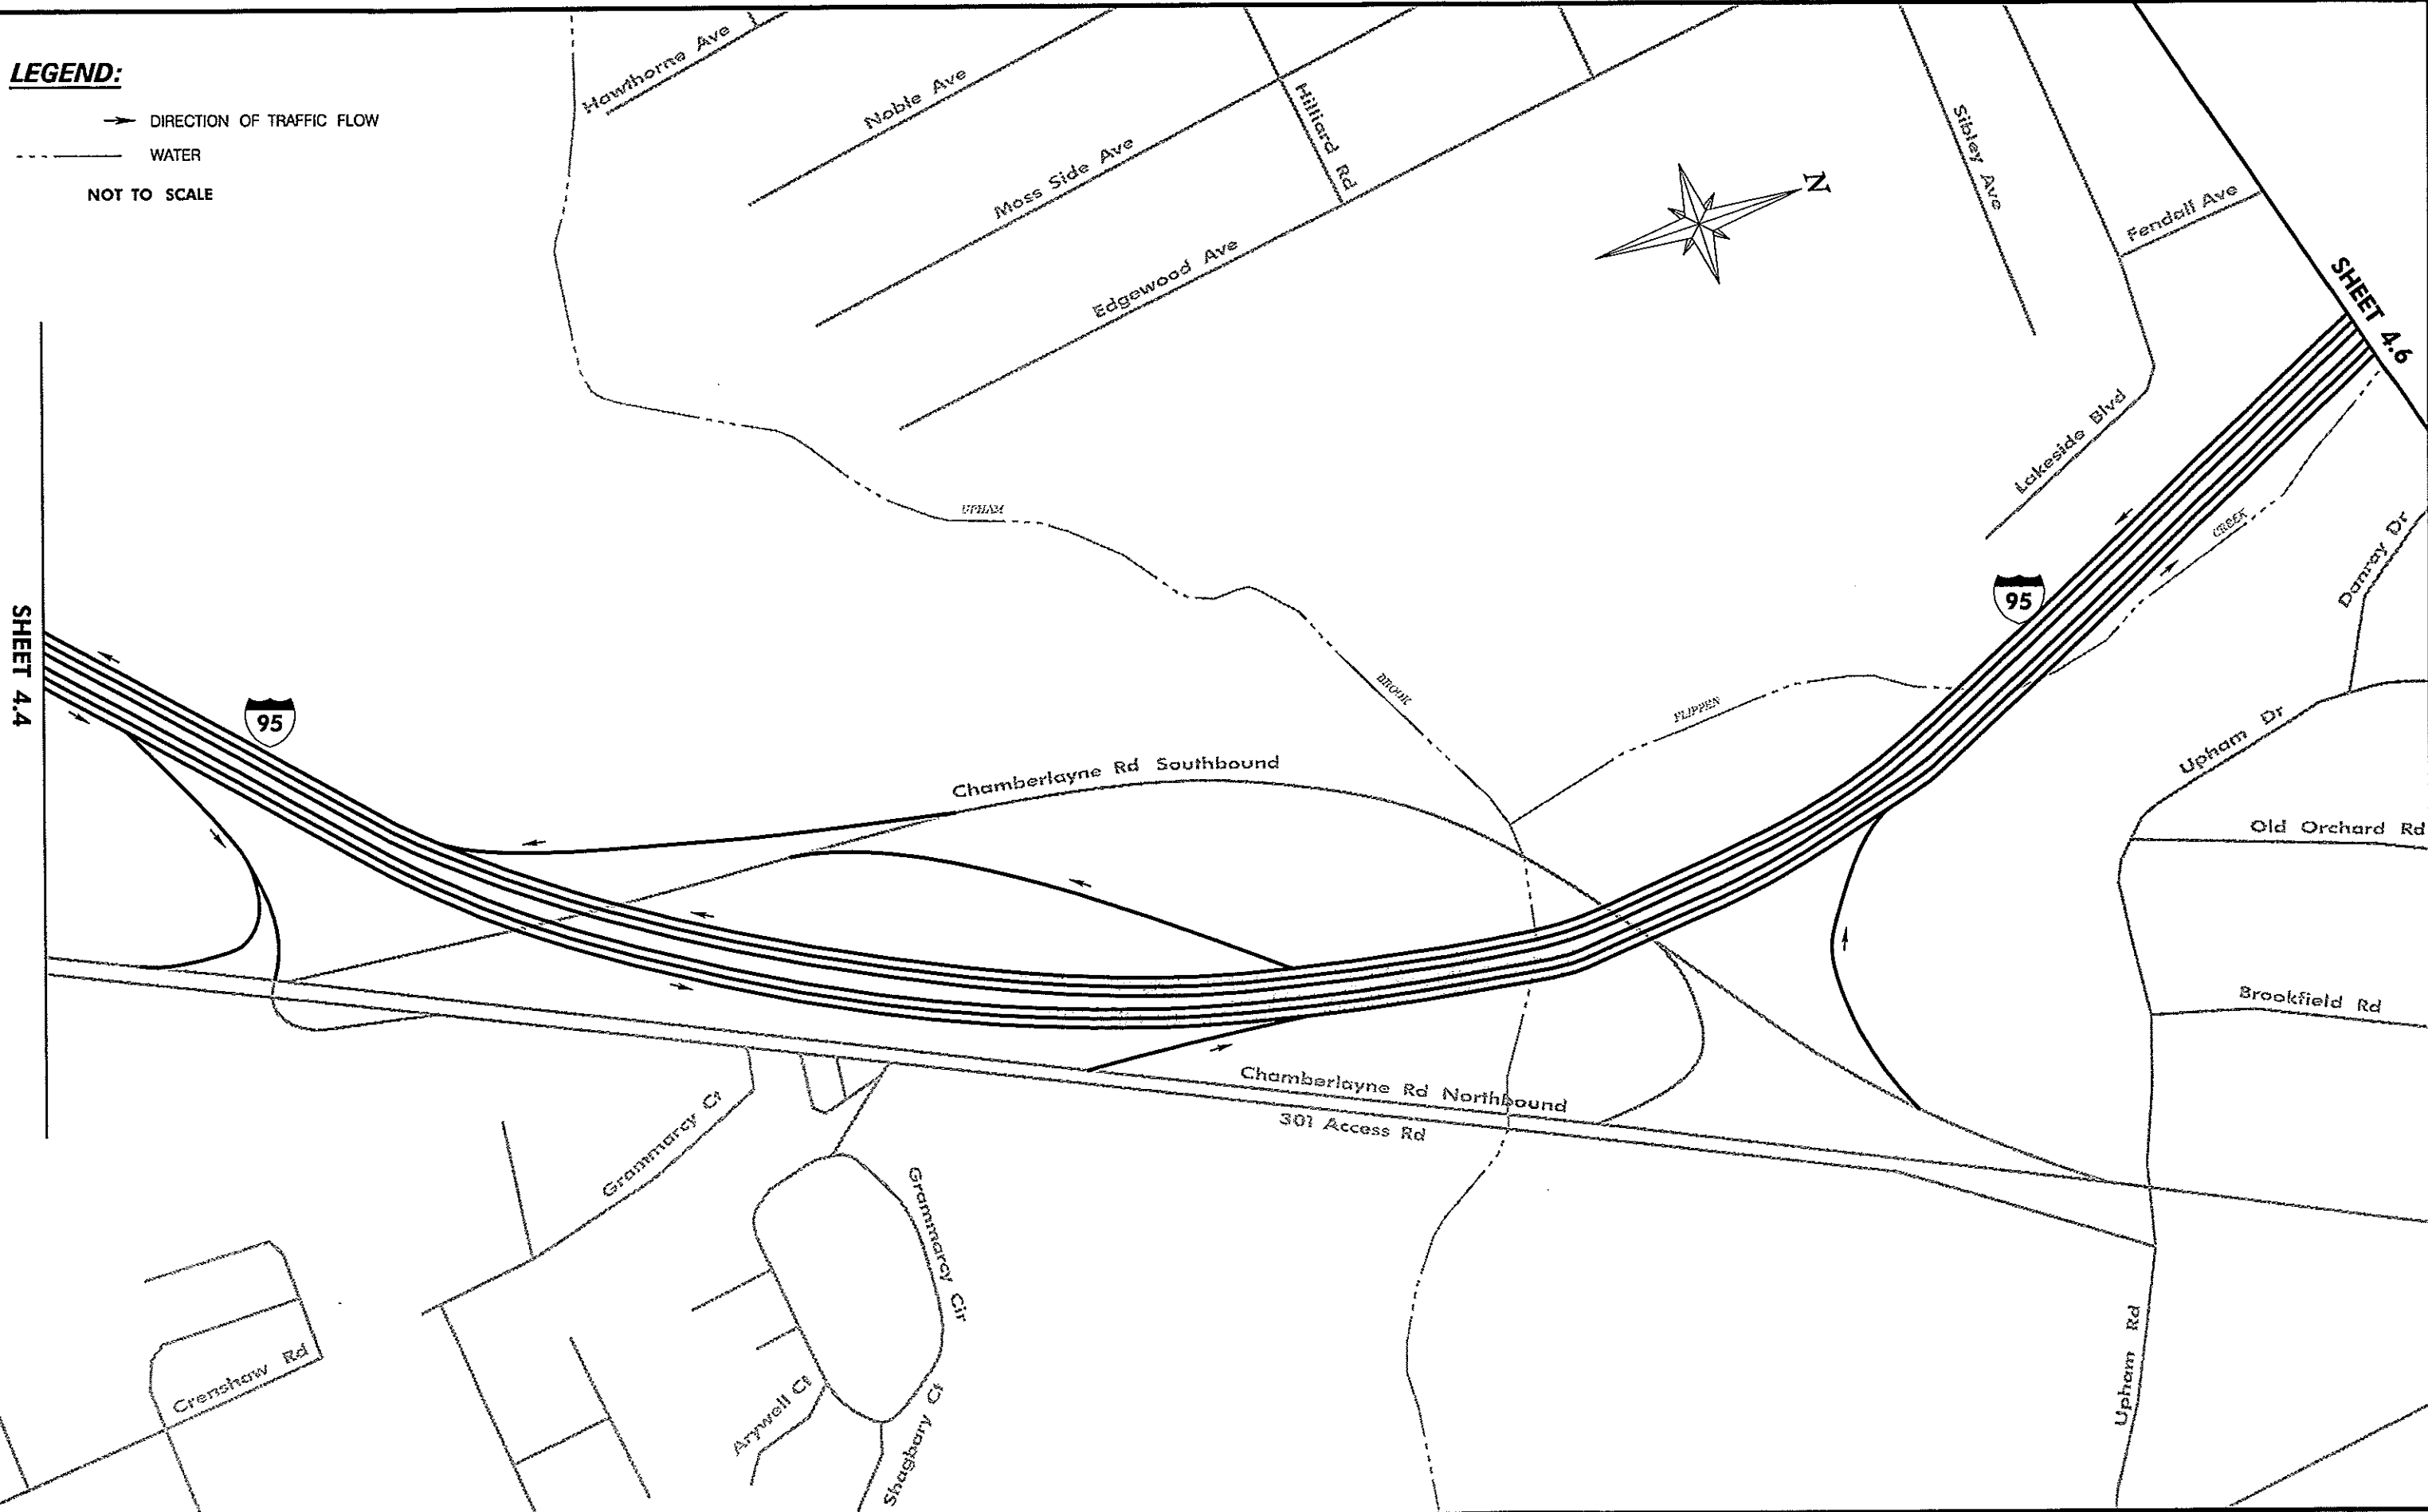 LEGEND:
DIRECTION OF TRAFFIC FLOW
WATER
NOT TO SCALE
Hawthorne Ave
Noble Ave
Moss Side Ave
Hilliard Rd
Edgewood Ave
N
Sibley Ave
Fendall Ave
SHEET 4.6
Lakeside Blvd
UPHAM
BROOK
FLIPPEN
CREEK
95
Danray Dr
Upham Dr
Old Orchard Rd
Brookfield Rd
SHEET 4.4
95
Chamberlayne Rd Southbound
Chamberlayne Rd Northbound
301 Access Rd
Grammarcy Ct
Grammarcy Cir
Crenshaw Rd
Arywell Ct
Shagbary Ct
Upham Rd